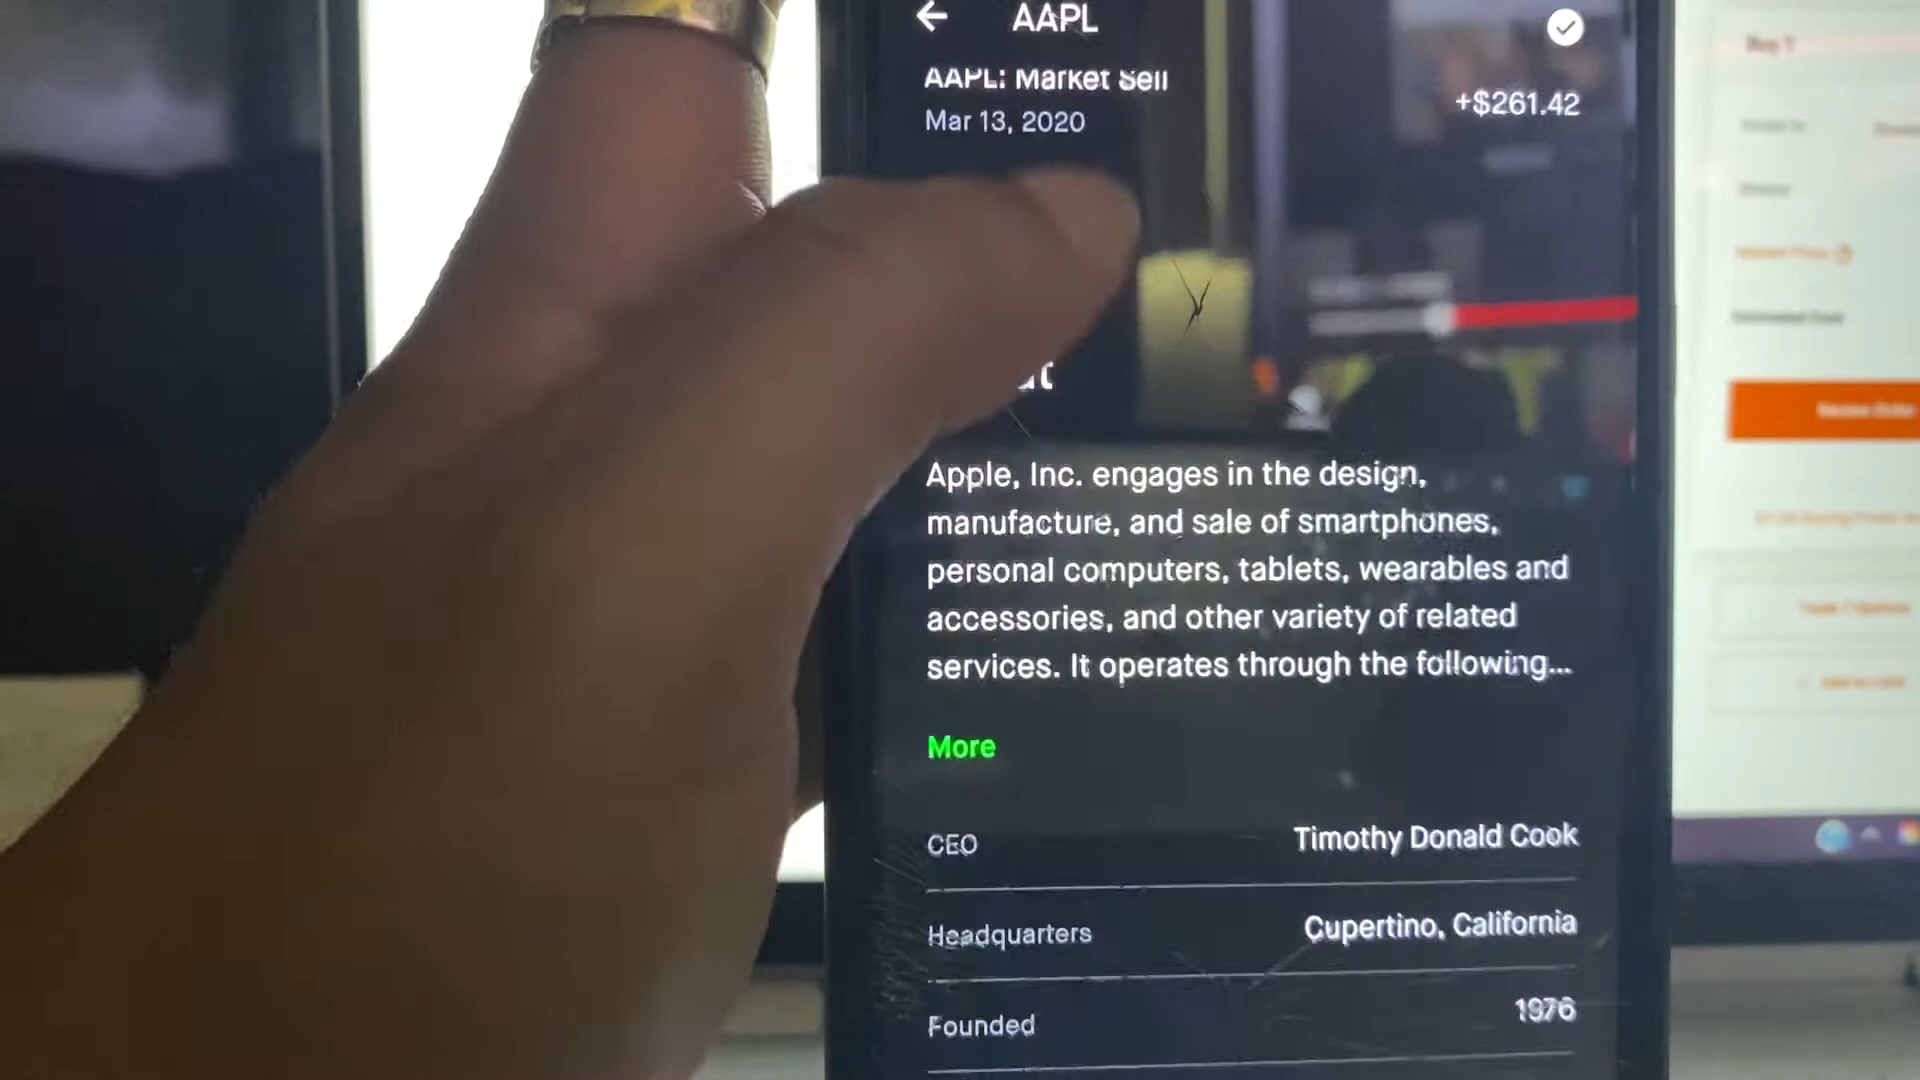 AAPL
AAPL: Market Sell
+$261.42
Mar 13, 2020
Apple, Inc. engages in the design,
manufacture, and sale of smartphones,
personal computers, tablets, wearables and
accessories, and other variety of related
services. It operates through the following...
More
CEO
Timothy Donald Cook
Headquarters
Cupertino, California
Founded
1976
Buy T